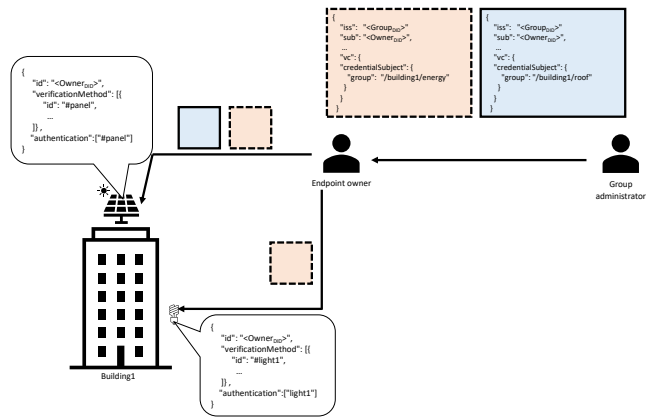 {
"iss":  "<GroupDID>"
"sub": "<OwnerDID>",
…
"vc": {
"credentialSubject": {
"group":  "/building1/energy"
}
}
}
{
"iss":  "<GroupDID>"
"sub": "<OwnerDID>",
…
"vc": {
"credentialSubject": {
"group":  "/building1/roof"
}
}
}
{
"id": "<OwnerDID>",
"verificationMethod": [{
"id": "#panel",
…
]} ,
"authentication":["#panel"]
}
Endpoint owner
Group
administrator
Building1
{
"id": "<OwnerDID>",
"verificationMethod": [{
"id": "#light1",
…
]} ,
"authentication":["light1"]
}